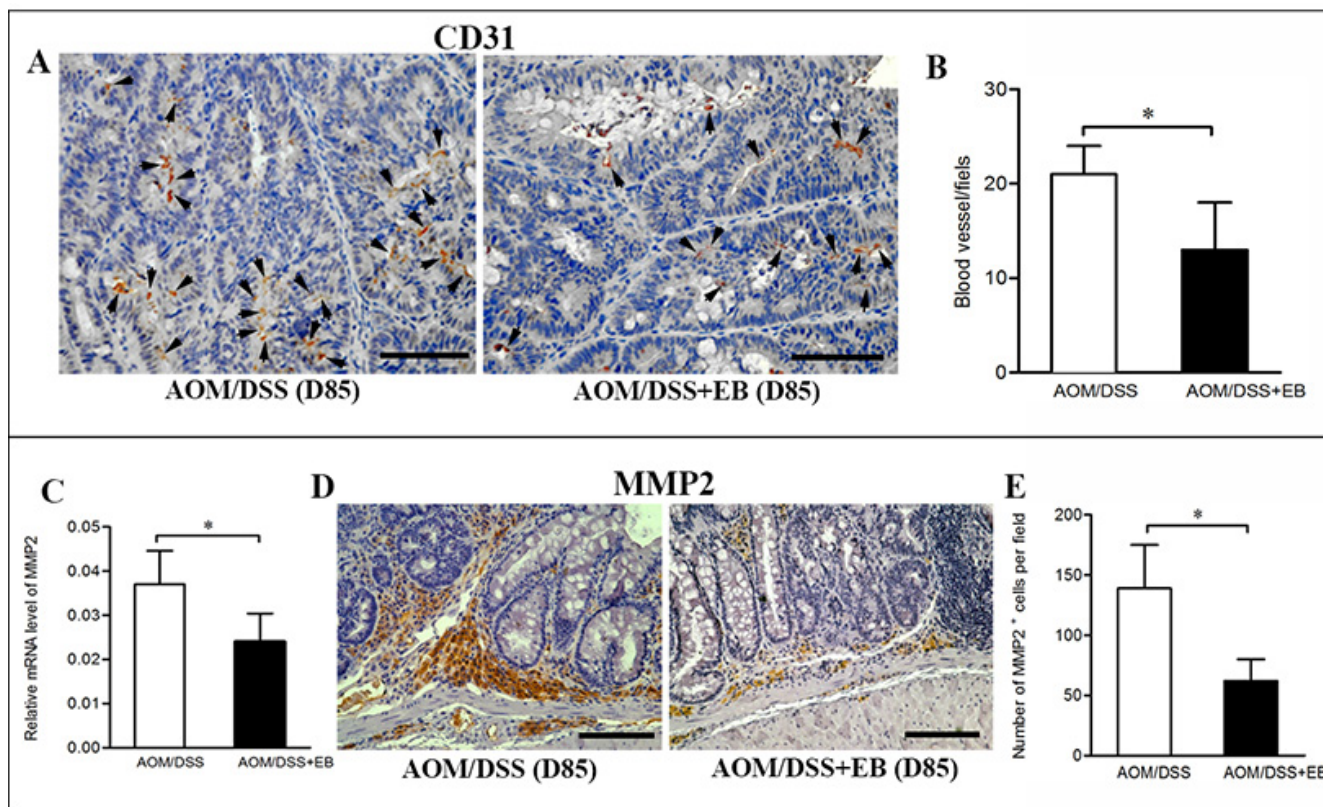 CD31
A
B
30
20
10
0
Blood vessel/fiels
*
AOM/DSS
AOM/DSS+EB
AOM/DSS (D85)
AOM/DSS+EB (D85)
C
0.05
0.04
0.03
0.02
0.01
0.00
Relative mRNA level of MMP2
*
AOM/DSS
AOM/DSS+EB
D
MMP2
AOM/DSS (D85)
AOM/DSS+EB (D85)
E
200
150
100
50
0
Number of MMP2 + cells per field
*
AOM/DSS
AOM/DSS+EB